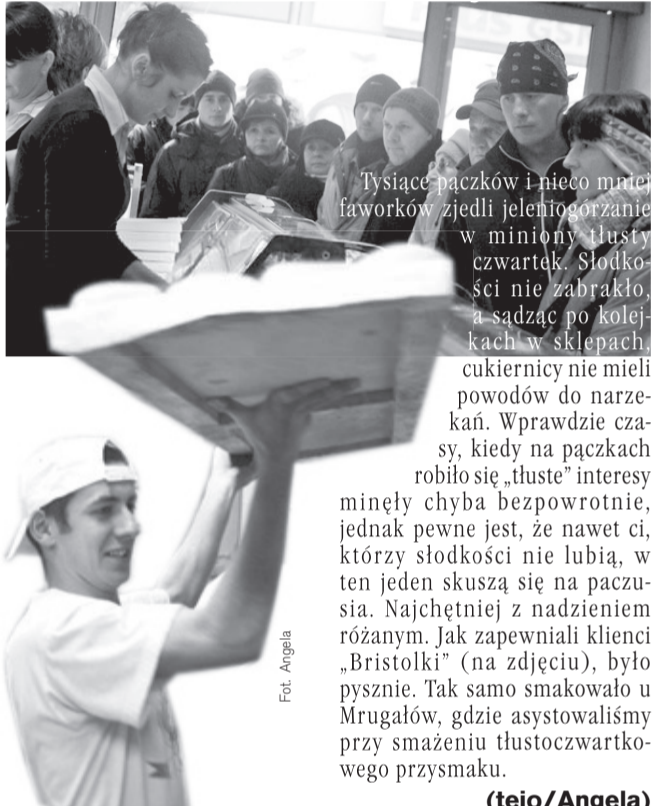 Tysiące pączków i nieco mniej
faworków zjedli jeleniogórzanie
w miniony tłusty
czwartek. Słodko-
ści nie zabrakło,
a sądząc po kolej-
kach w sklepach,
cukiernicy nie mieli
powodów do narze-
kań. Wprawdzie cza-
sy, kiedy na pączkach
robiło się „tłuste” interesy
minęły chyba bezpowrotnie,
jednak pewne jest, że nawet ci,
którzy słodkości nie lubią, w
ten jeden skuszą się na paczu-
sia. Najchętniej z nadzieniem
różanym. Jak zapewniali klienci
„Bristolki” (na zdjęciu), było
pysznie. Tak samo smakowało u
Mrugałów, gdzie asystowaliśmy
przy smażeniu tłustoczwartko-
wego przysmaku.
(tejo/Angela)
Fot. Angela